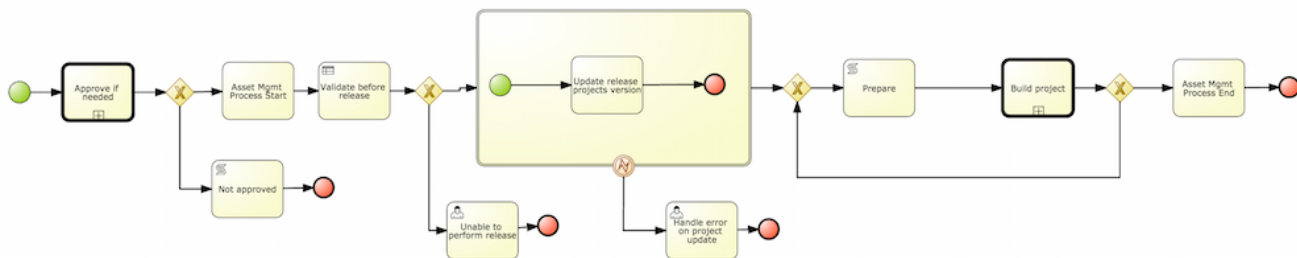 Approve if
needed
Asset Mgmt
Process Start
Validate before
release
Update release
projects version
Prepare
Build project
Asset Mgmt
Process End
Not approved
Unable to
perform release
Handle error
on project
update